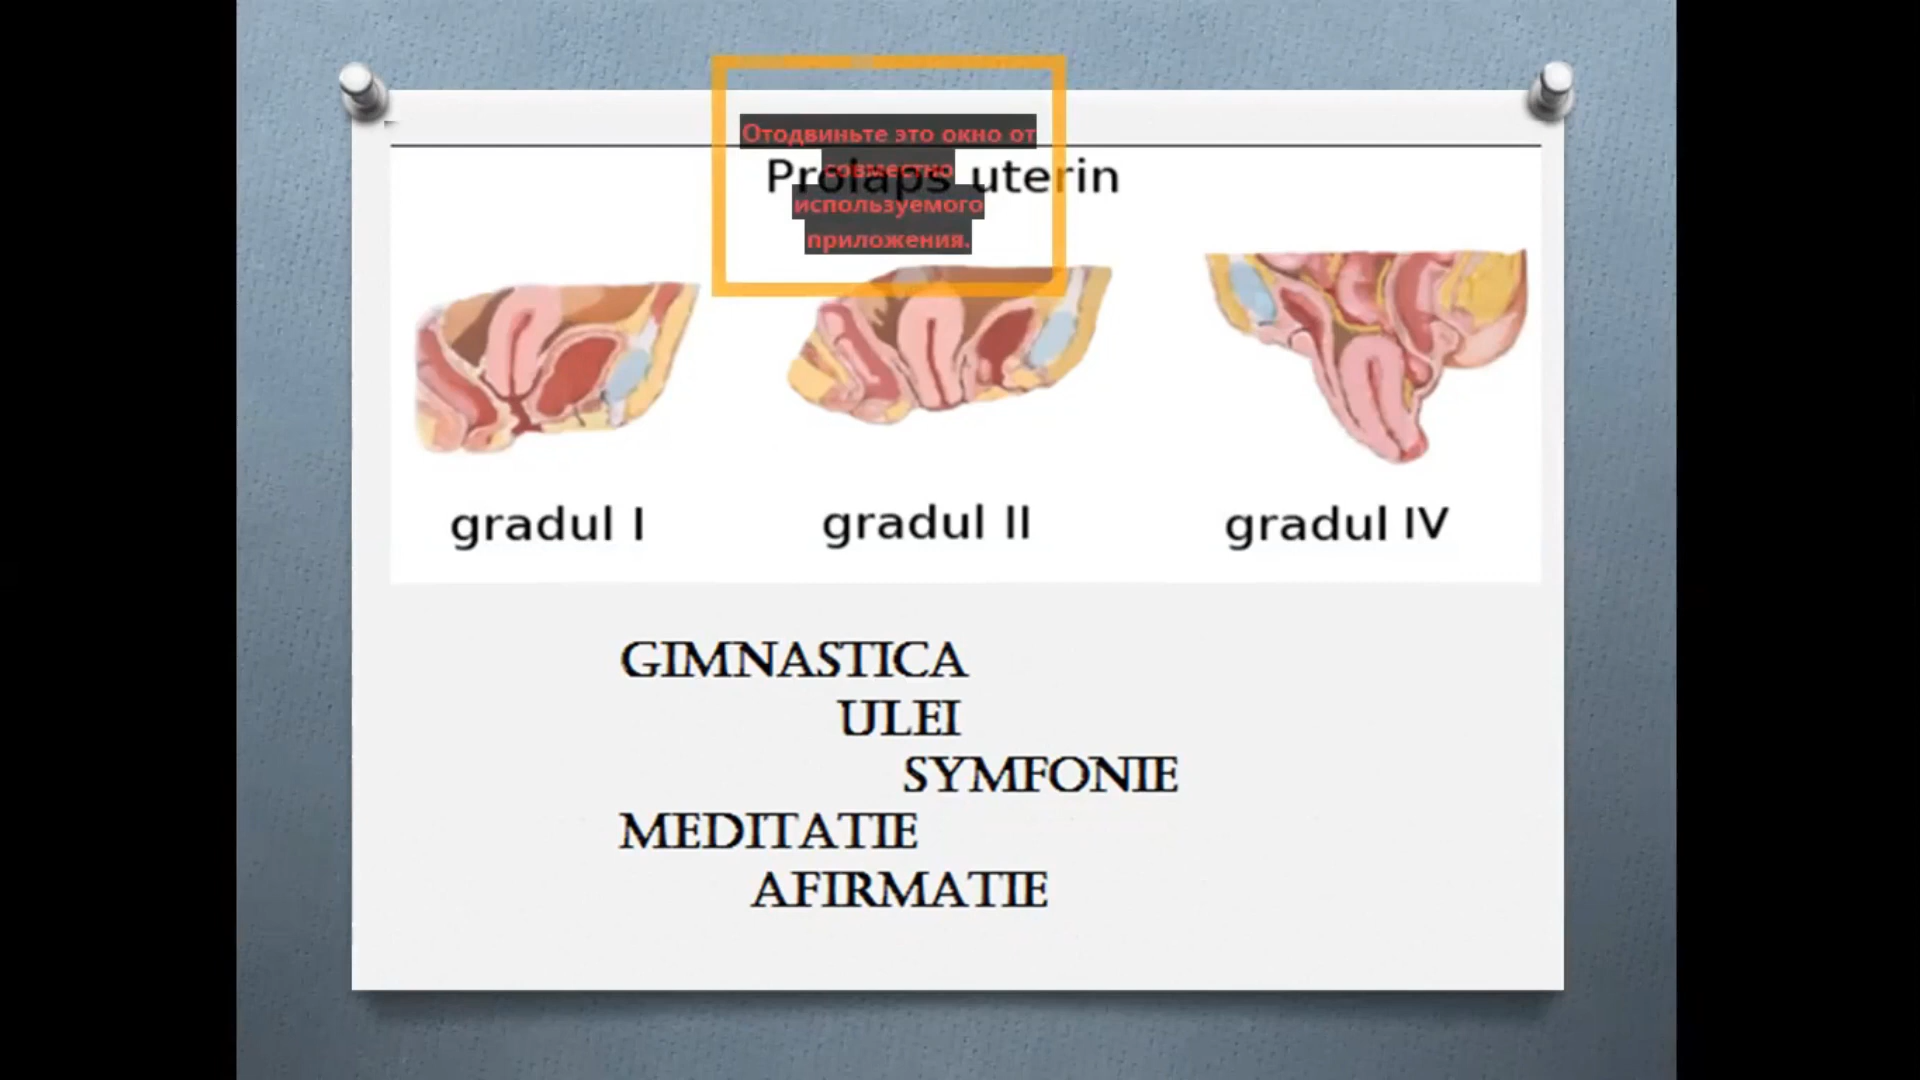 Отодвиньте это окно от
совместно
используемого
приложения.
Prolaps uterin
gradul I
gradul II
gradul IV
GIMNASTICA
ULEI
SYMFONIE
MEDITATIE
AFIRMATIE